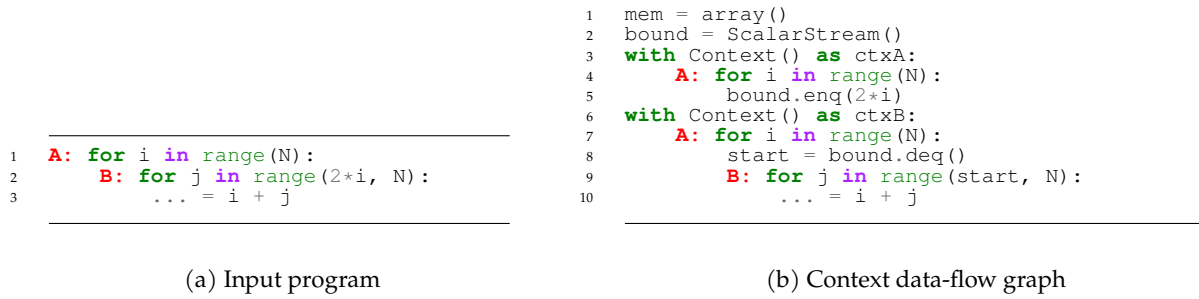 1 A: for i in range(N):
2 B: for j in range(2*i, N):
3 ... = i + j
(a) Input program
1 mem = array()
2 bound = ScalarStream()
3 with Context() as ctxA:
4 A: for i in range(N):
5 bound.enq(2*i)
6 with Context() as ctxB:
7 A: for i in range(N):
8 start = bound.deq()
9 B: for j in range(start, N):
10 ... = i + j
(b) Context data-flow graph